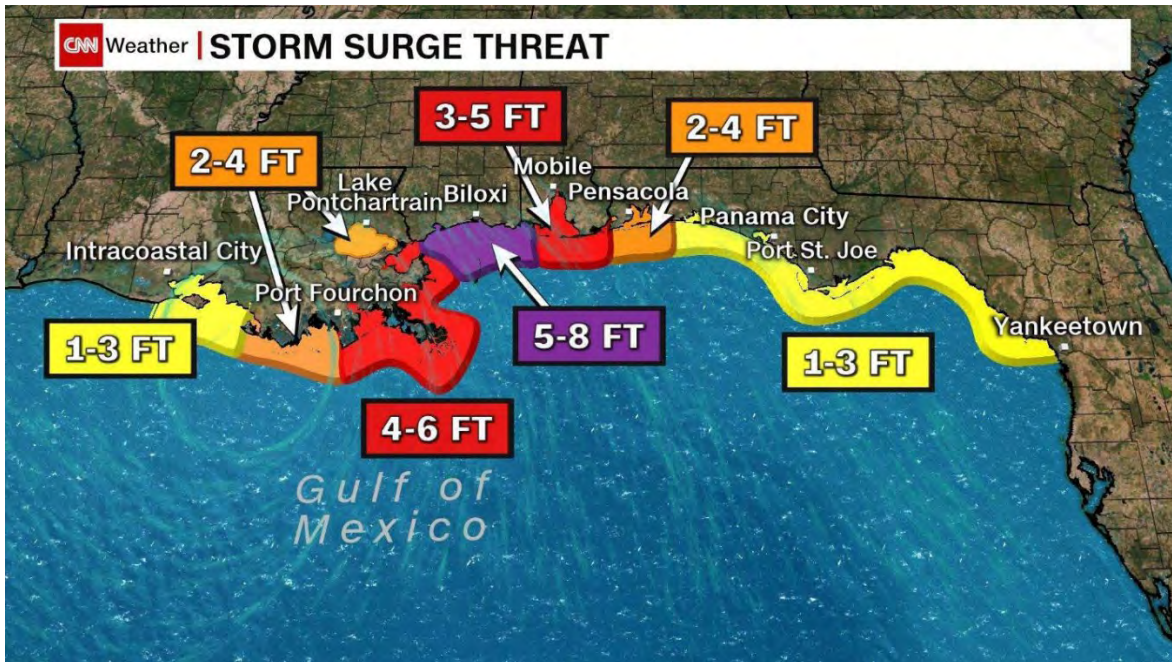 CNN Weather | STORM SURGE THREAT
3-5 FT
2-4 FT
2-4 FT
Mobile
Lake
Pontchartrain
Biloxi
Pensacola
Panama City
Intracoastal City
Port St. Joe
Port Fourchon
Yankeetown
1-3 FT
5-8 FT
1-3 FT
4-6 FT
Gulf of
Mexico